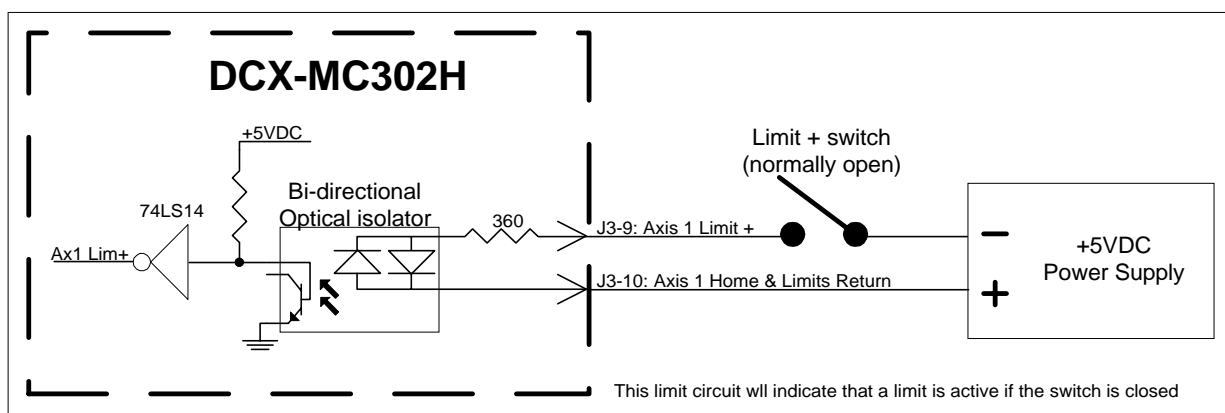 DCX-MC302H
+5VDC
Bi-directional
Optical isolator
74LS14
360
Ax1 Lim+
Limit + switch
(normally open)
J3-9: Axis 1 Limit +
J3-10: Axis 1 Home & Limits Return
−
+
+5VDC
Power Supply
This limit circuit wll indicate that a limit is active if the switch is closed